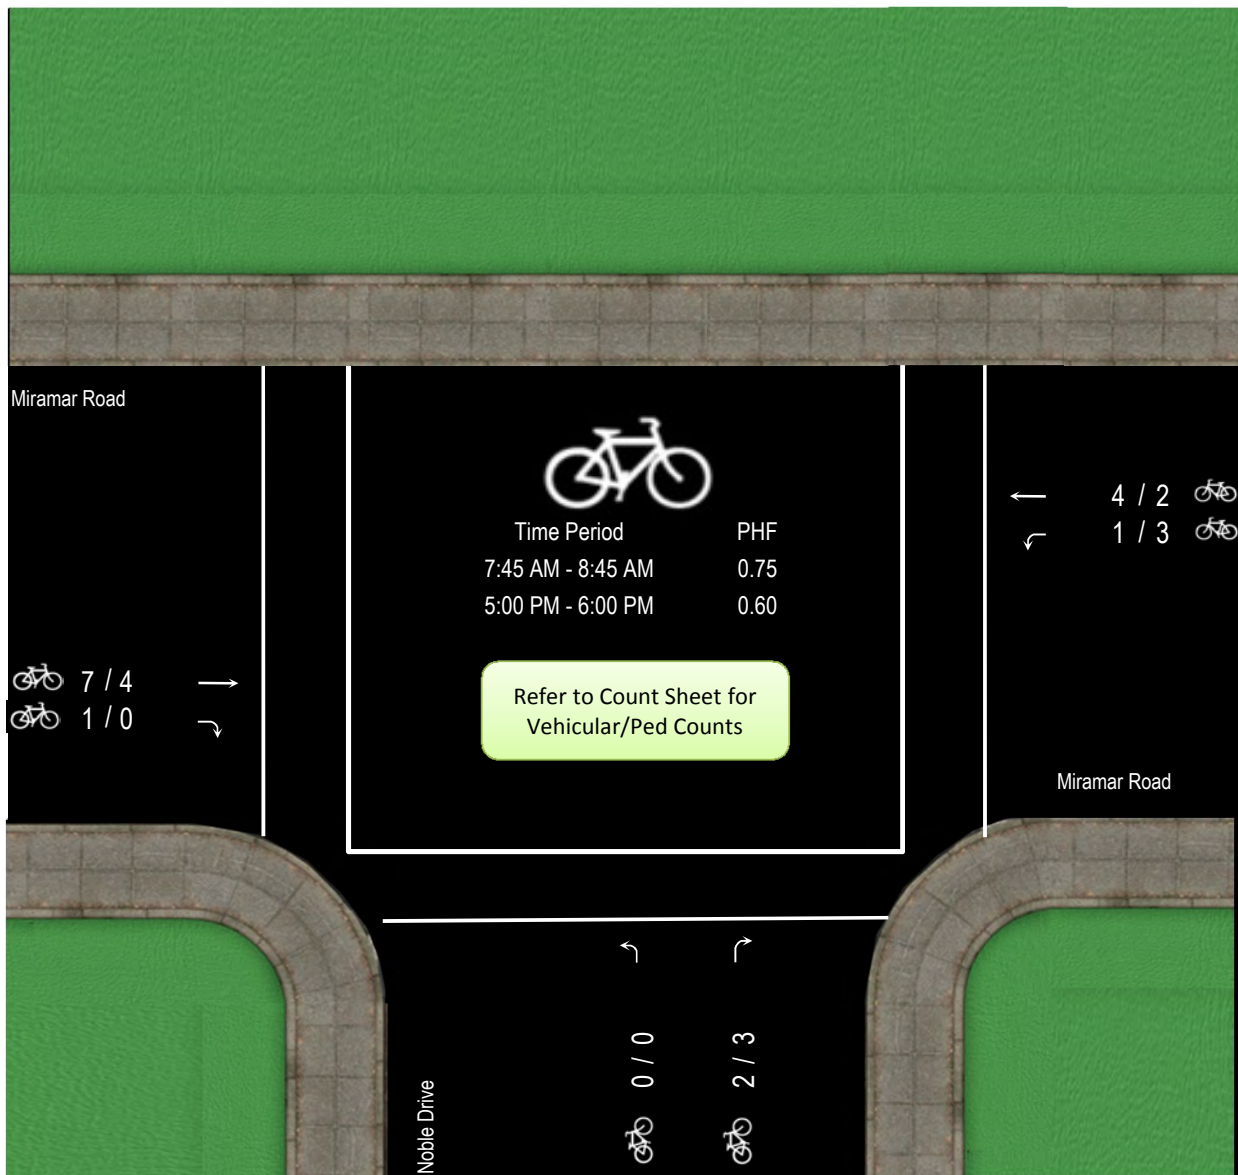 Miramar Road
Time Period PHF
7:45 AM - 8:45 AM 0.75
5:00 PM - 6:00 PM 0.60
4 / 2
1 / 3
7 / 4
1 / 0
Refer to Count Sheet for
Vehicular/Ped Counts
Miramar Road
Noble Drive
0 / 0
2 / 3